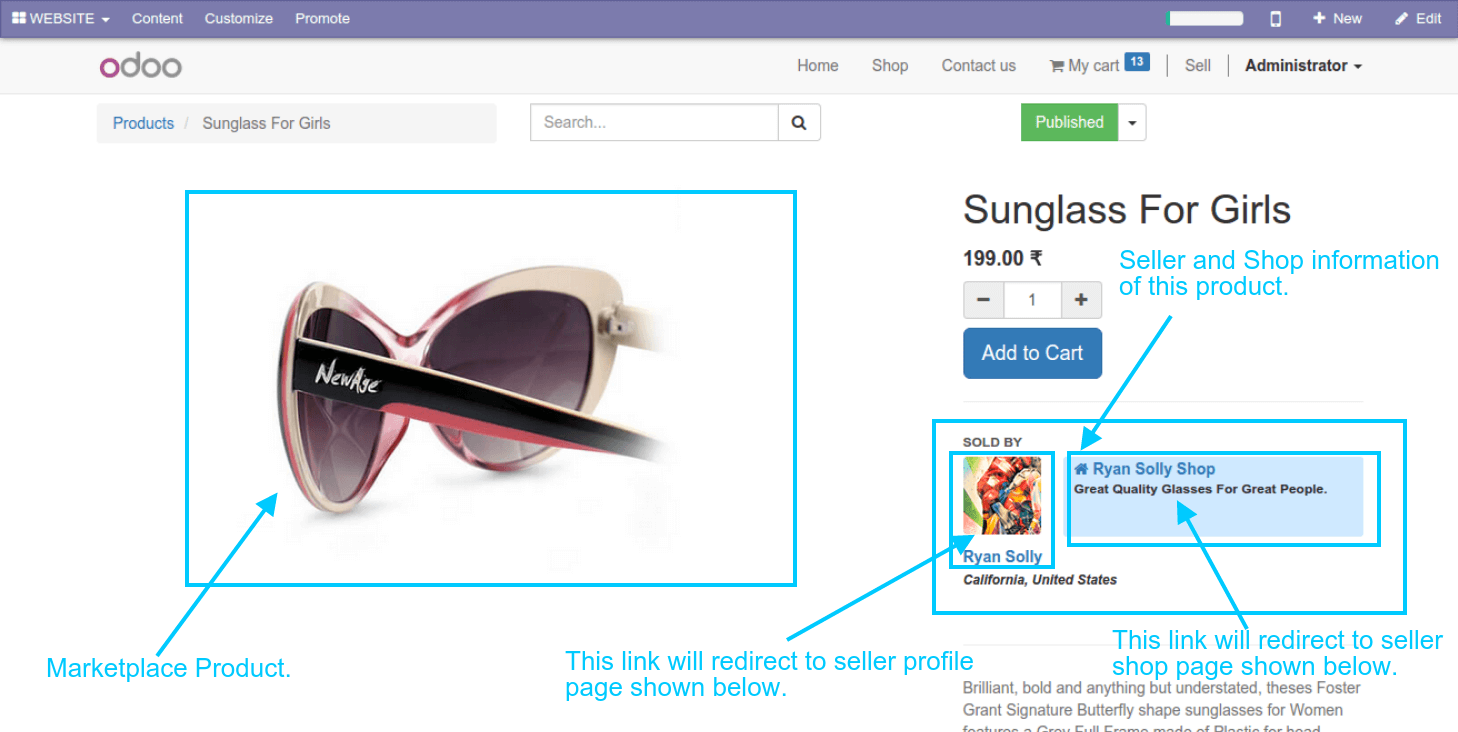 WEBSITE Content Customize Promote New Edit
odoo Home Shop Contact us My cart 13 Sell Administrator
Products / Sunglass For Girls Search... Published
Sunglass For Girls
199.00 ₹
Seller and Shop information
of this product.
1
Add to Cart
NewAge
SOLD BY
Ryan Solly Shop
Great Quality Glasses For Great People.
Ryan Solly
California, United States
Marketplace Product.
This link will redirect to seller profile
page shown below.
This link will redirect to seller
shop page shown below.
Brilliant, bold and anything but understated, theses Foster
Grant Signature Butterfly shape sunglasses for Women
features a Grey Full Frame made of Plastic for head